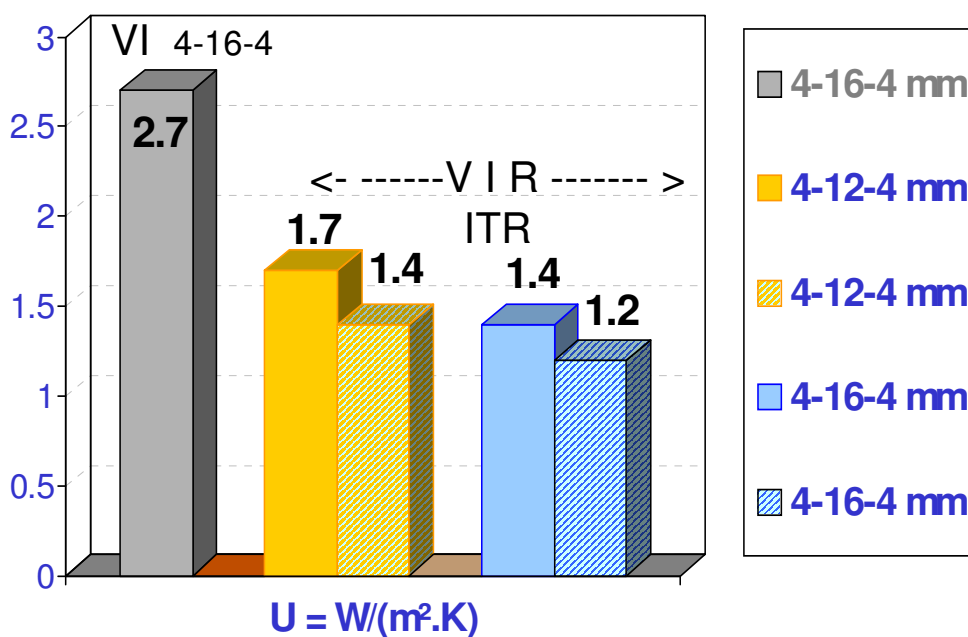 VI 4-16-4
3
2.5
2
1.5
1
0.5
0
2.7
<- ------V I R ------- >
ITR
1.7
1.4
1.4
1.2
U = W/(m².K)
4-16-4 mm
4-12-4 mm
4-12-4 mm
4-16-4 mm
4-16-4 mm